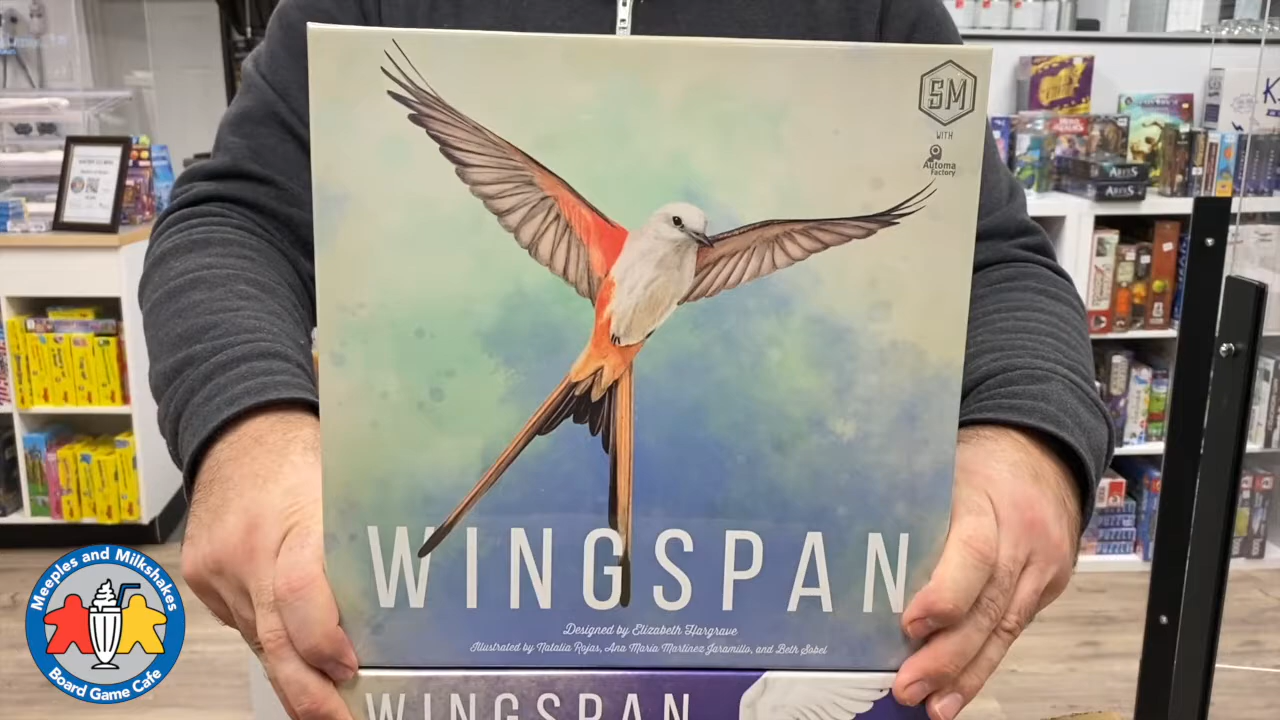 SM
WITH
Automa
Factory
WINGSPAN
Designed by Elizabeth Hargrave
Illustrated by Natalia Rojas, Ana Maria Martinez Jaramillo, and Beth Sobel
WINGSPAN
Meeples and Milkshakes
Board Game Cafe
ABYSS